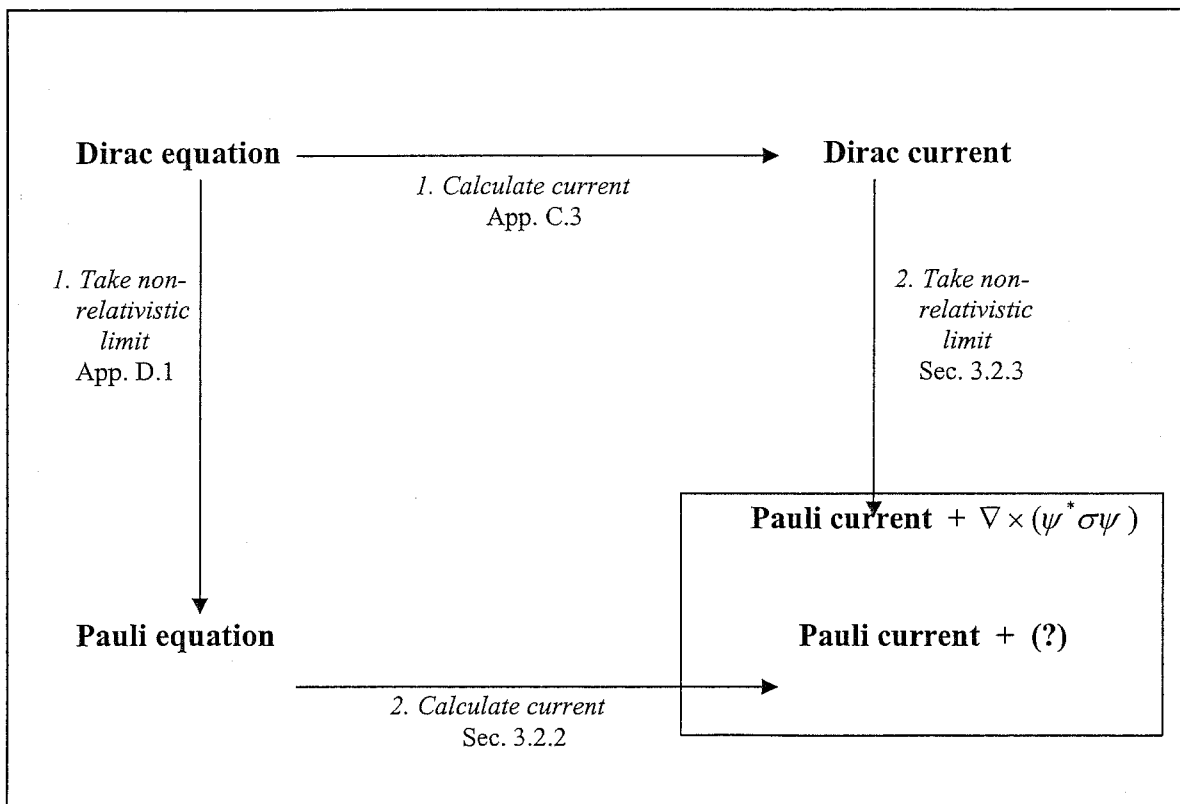 Dirac equation
Dirac current
1. Calculate current
App. C.3
1. Take non-
relativistic
limit
App. D.1
2. Take non-
relativistic
limit
Sec. 3.2.3
Pauli current + ∇ × (ψ* σψ)
Pauli equation
Pauli current + (?)
2. Calculate current
Sec. 3.2.2